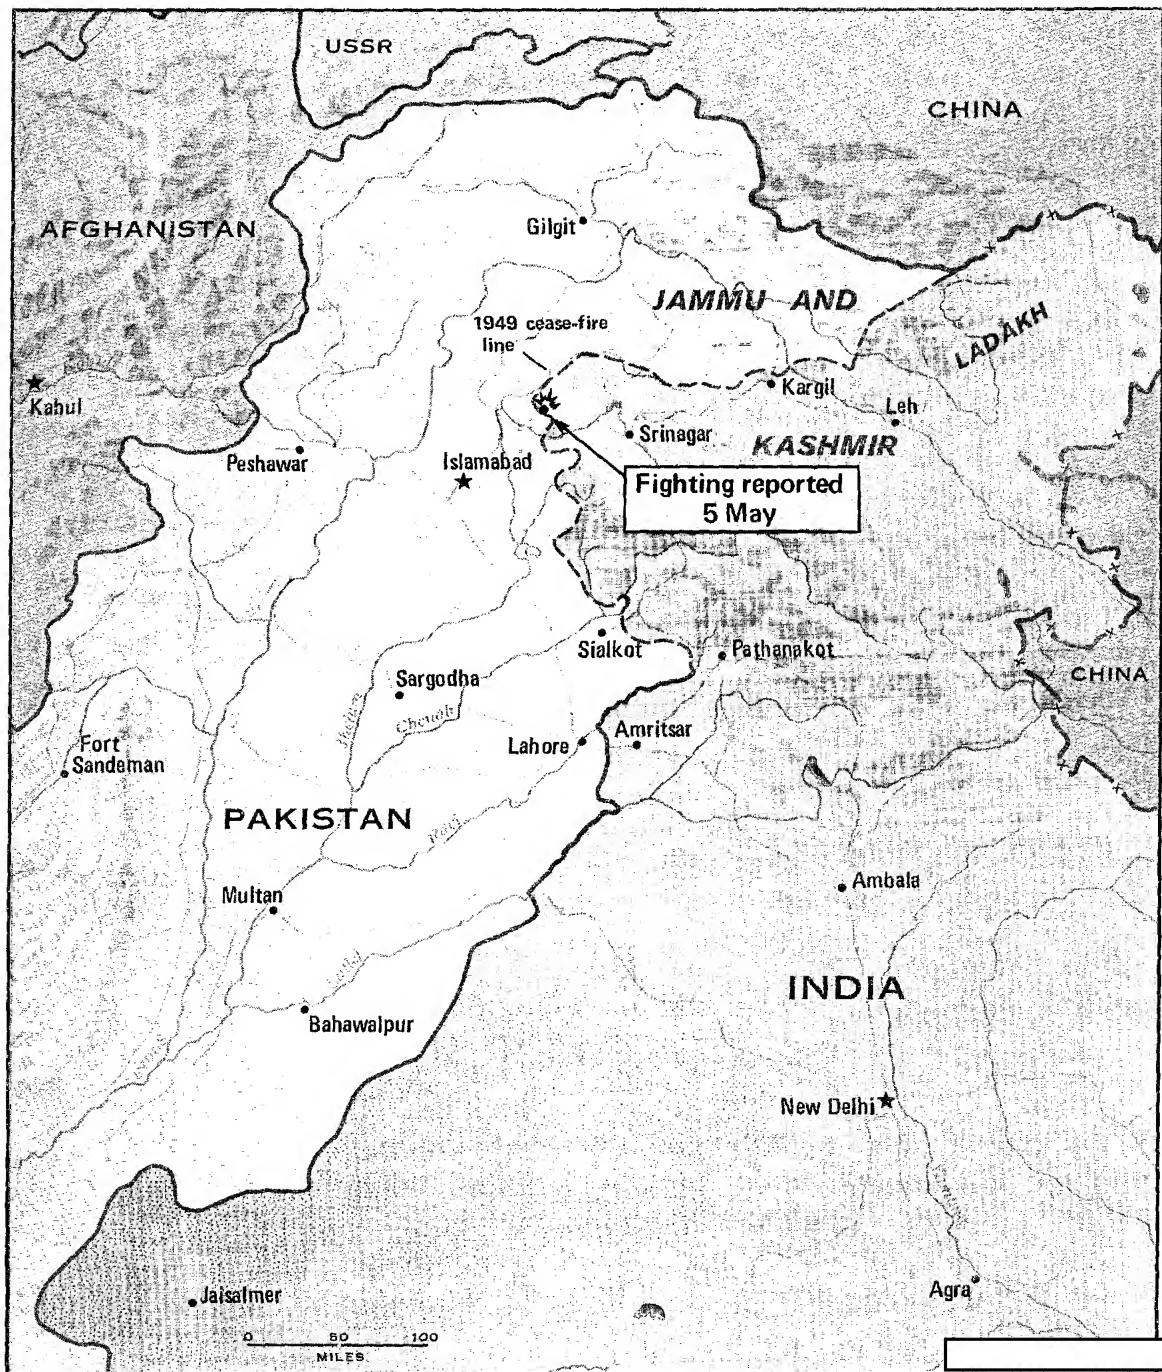 USSR
CHINA
AFGHANISTAN
Gilgit
JAMMU AND
1949 cease-fire
line
LADAKH
Kabul
Kargil
Leh
Srinagar
KASHMIR
Peshawar
Islamabad
Fighting reported
5 May
Sialkot
Pathanakot
CHINA
Sargodha
Jhelum
Chenab
Lahore
Amritsar
Fort
Sandeman
PAKISTAN
Ravi
Ambala
Multan
INDIA
Bahawalpur
New Delhi
Agra
Jaisalmer
0 50 100
MILES